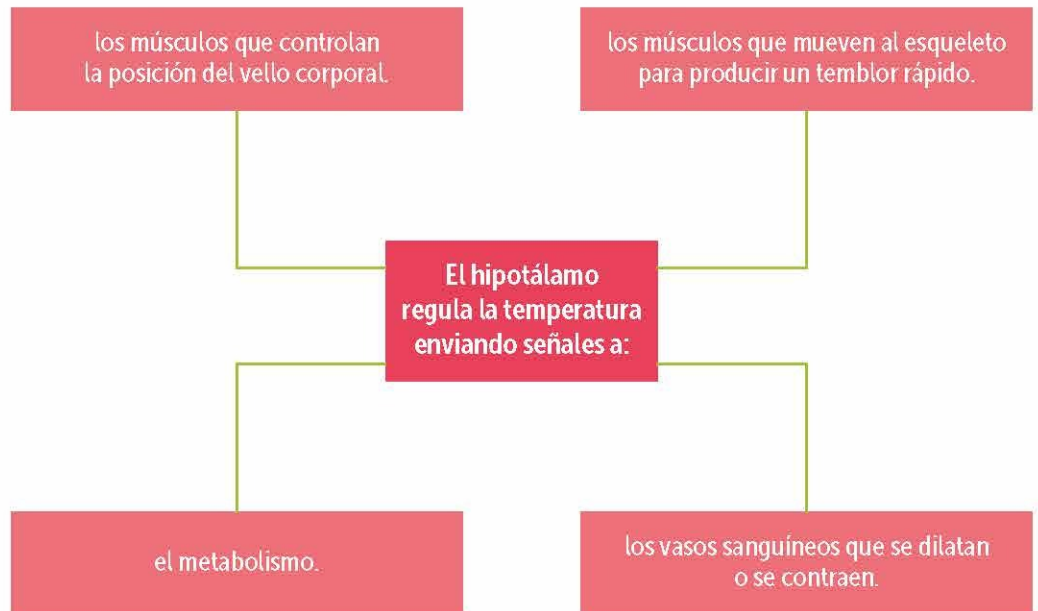 los músculos que controlan
la posición del vello corporal.
los músculos que mueven al esqueleto
para producir un temblor rápido.
El hipotálamo
regula la temperatura
enviando señales a:
el metabolismo.
los vasos sanguíneos que se dilatan
o se contraen.